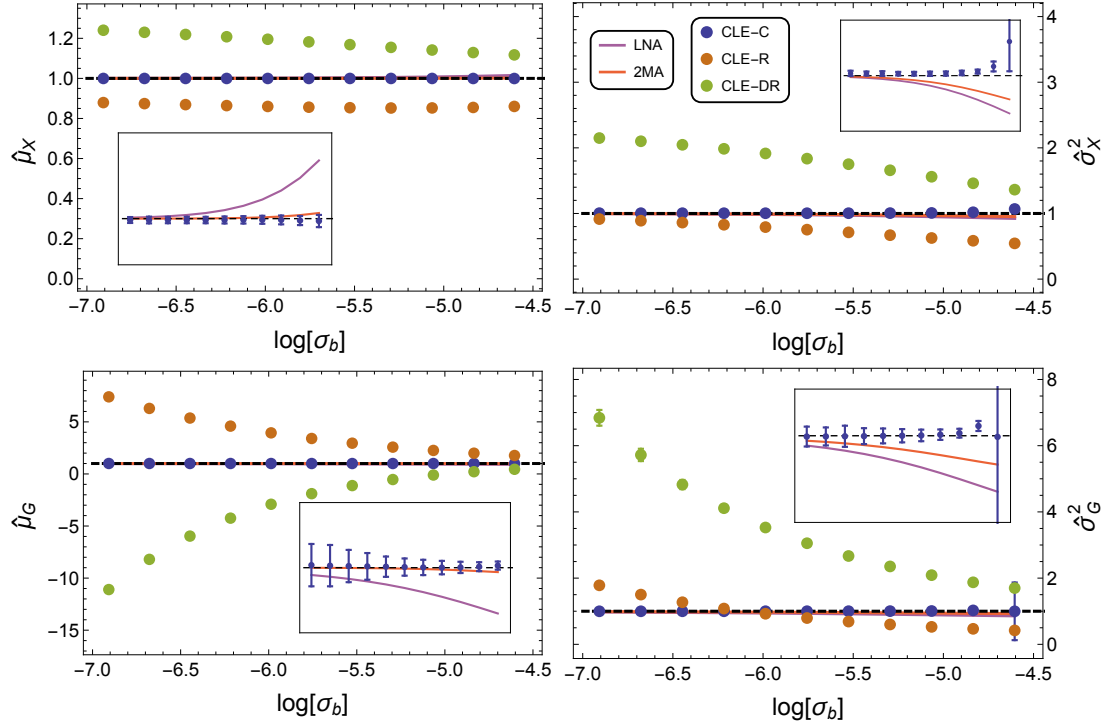 LNA
2MA
CLE-C
CLE-R
CLE-DR
1.2
1.0
0.8
0.6
0.4
0.2
0.0
μ̂_X
-7.0 -6.5 -6.0 -5.5 -5.0 -4.5
log[σ_b]
4
3
2
1
0
σ̂²_X
-7.0 -6.5 -6.0 -5.5 -5.0 -4.5
log[σ_b]
5
0
-5
-10
-15
μ̂_G
-7.0 -6.5 -6.0 -5.5 -5.0 -4.5
log[σ_b]
8
6
4
2
0
σ̂²_G
-7.0 -6.5 -6.0 -5.5 -5.0 -4.5
log[σ_b]